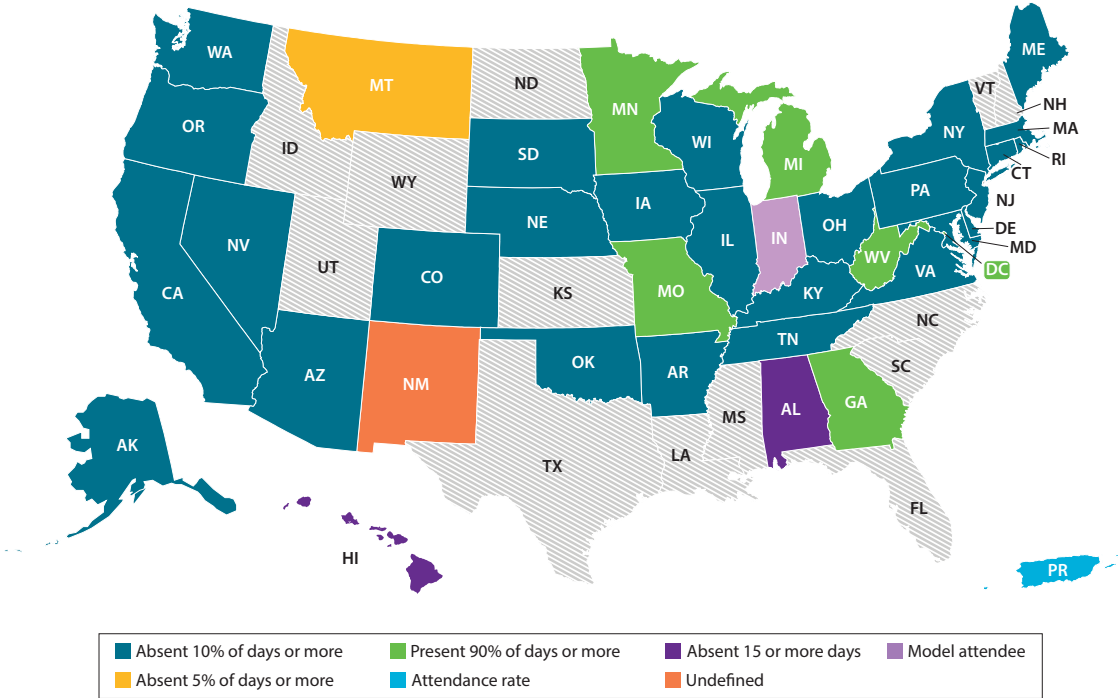 WA
MT
ND
MN
ME
VT
NH
OR
ID
SD
WI
MI
NY
MA
RI
WY
CT
NE
IA
PA
NJ
NV
UT
IL
IN
OH
DE
MD
CO
WV
VA
DC
CA
KS
MO
KY
NC
TN
AZ
NM
OK
AR
SC
MS
AL
GA
AK
TX
LA
FL
HI
PR
Absent 10% of days or more Present 90% of days or more Absent 15 or more days Model attendee
Absent 5% of days or more Attendance rate Undefined